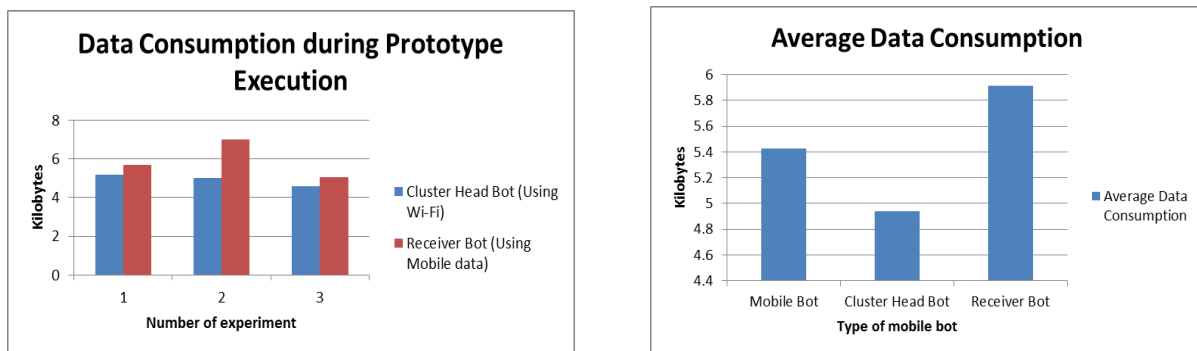 Data Consumption during Prototype
Execution
8
6
4
2
0
Kilobytes
1 2 3
Number of experiment
Cluster Head Bot (Using
Wi-Fi)
Receiver Bot (Using
Mobile data)
Average Data Consumption
6
5.8
5.6
5.4
5.2
5
4.8
4.6
4.4
Kilobytes
Mobile Bot Cluster Head Bot Receiver Bot
Type of mobile bot
Average Data
Consumption